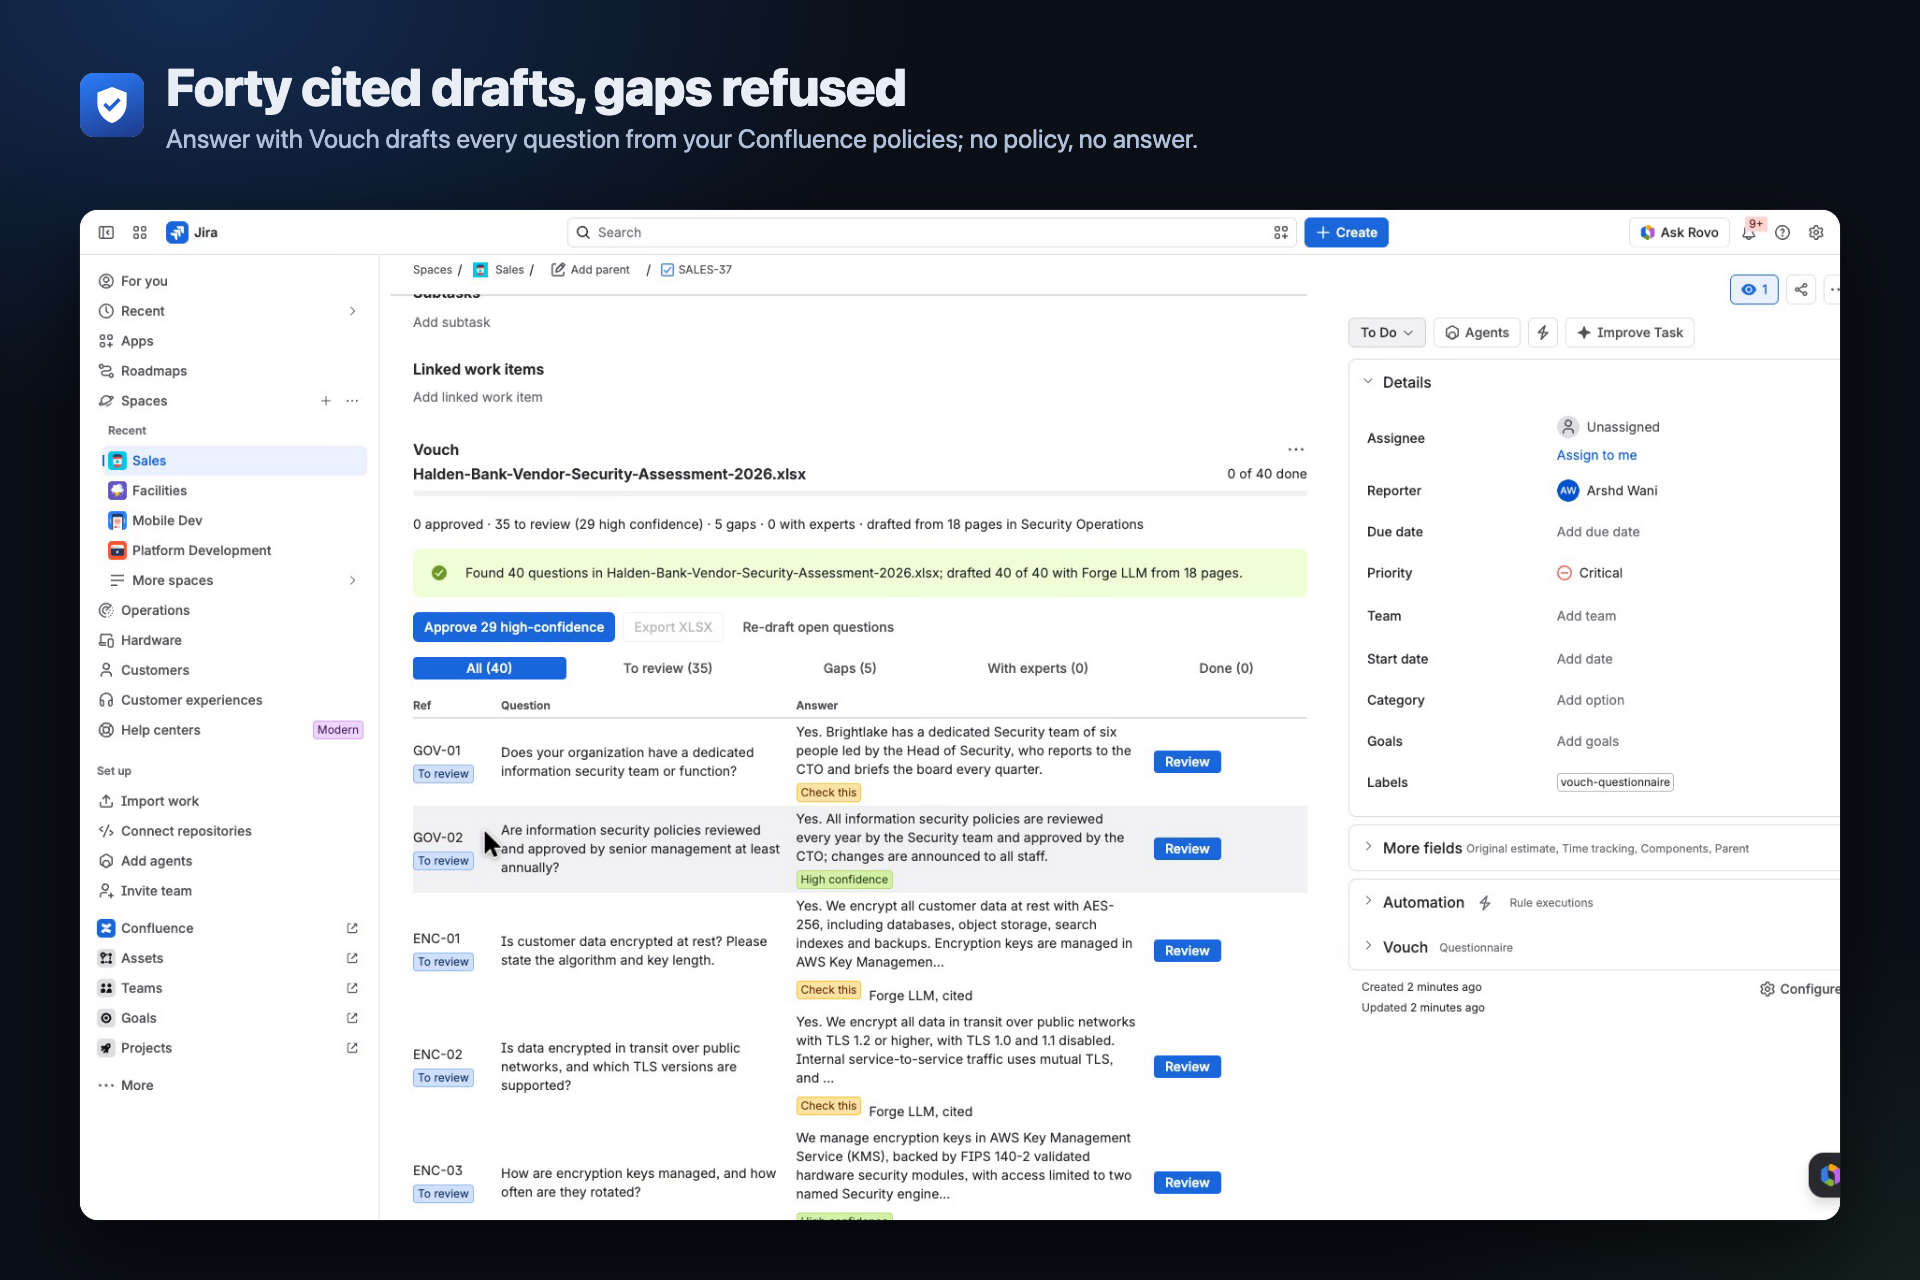 Forty cited drafts, gaps refused
Answer with Vouch drafts every question from your Confluence policies; no policy, no answer.
Jira
Search
Create
Ask Rovo
9+
For you
Recent
Apps
Roadmaps
Spaces
Recent
Sales
Facilities
Mobile Dev
Platform Development
More spaces
Operations
Hardware
Customers
Customer experiences
Help centers
Modern
Set up
Import work
Connect repositories
Add agents
Invite team
Confluence
Assets
Teams
Goals
Projects
More
Spaces / Sales / Add parent / SALES-37
Subtasks
Add subtask
Linked work items
Add linked work item
Vouch
Halden-Bank-Vendor-Security-Assessment-2026.xlsx
0 of 40 done
0 approved · 35 to review (29 high confidence) · 5 gaps · 0 with experts · drafted from 18 pages in Security Operations
Found 40 questions in Halden-Bank-Vendor-Security-Assessment-2026.xlsx; drafted 40 of 40 with Forge LLM from 18 pages.
Approve 29 high-confidence
Export XLSX
Re-draft open questions
All (40)
To review (35)
Gaps (5)
With experts (0)
Done (0)
Ref
Question
Answer
GOV-01
To review
Does your organization have a dedicated
information security team or function?
Yes. Brightlake has a dedicated Security team of six
people led by the Head of Security, who reports to the
CTO and briefs the board every quarter.
Check this
Review
GOV-02
To review
Are information security policies reviewed
and approved by senior management at least
annually?
Yes. All information security policies are reviewed
every year by the Security team and approved by the
CTO; changes are announced to all staff.
High confidence
Review
ENC-01
To review
Is customer data encrypted at rest? Please
state the algorithm and key length.
Yes. We encrypt all customer data at rest with AES-
256, including databases, object storage, search
indexes and backups. Encryption keys are managed in
AWS Key Managemen...
Check this
Forge LLM, cited
Review
ENC-02
To review
Is data encrypted in transit over public
networks, and which TLS versions are
supported?
Yes. We encrypt all data in transit over public networks
with TLS 1.2 or higher, with TLS 1.0 and 1.1 disabled.
Internal service-to-service traffic uses mutual TLS,
and ...
Check this
Forge LLM, cited
Review
ENC-03
To review
How are encryption keys managed, and how
often are they rotated?
We manage encryption keys in AWS Key Management
Service (KMS), backed by FIPS 140-2 validated
hardware security modules, with access limited to two
named Security engine...
High confidence
Review
1
To Do
Agents
Improve Task
Details
Assignee
Unassigned
Assign to me
Reporter
AW
Arshd Wani
Due date
Add due date
Priority
Critical
Team
Add team
Start date
Add date
Category
Add option
Goals
Add goals
Labels
vouch-questionnaire
More fields
Original estimate, Time tracking, Components, Parent
Automation
Rule executions
Vouch
Questionnaire
Created 2 minutes ago
Updated 2 minutes ago
Configure